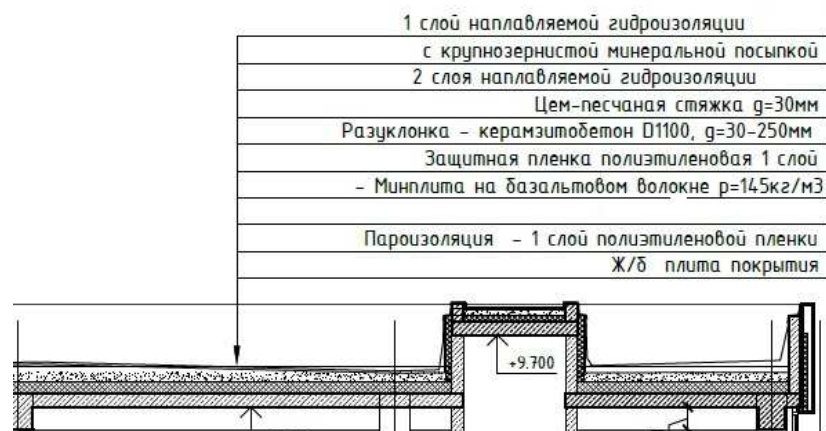 1 слой наплавляемой гидроизоляции
с крупнозернистой минеральной посыпкой
2 слоя наплавляемой гидроизоляции
Цем-песчаная стяжка g=30мм
Разуклонка - керамзитобетон D1100, g=30-250мм
Защитная пленка полиэтиленовая 1 слой
- Минплита на базальтовом волокне p=145кг/м3
Пароизоляция - 1 слой полиэтиленовой пленки
Ж/б плита покрытия
+9.700